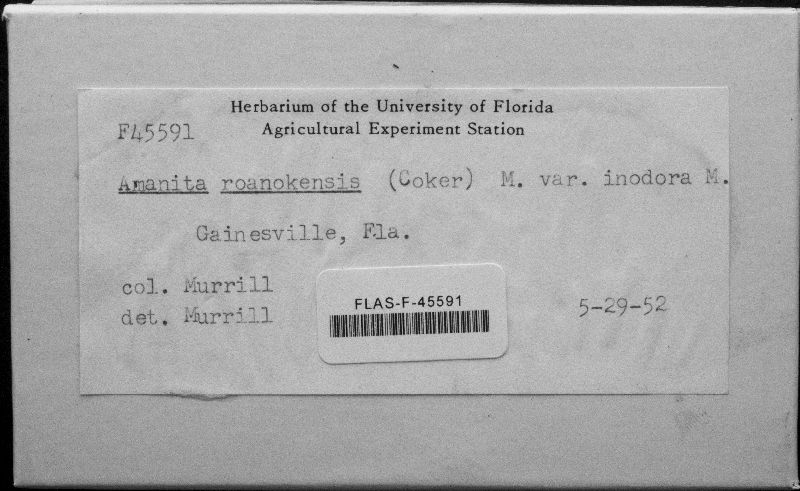 Herbarium of the University of Florida
F45591
Agricultural Experiment Station
Amanita roanokensis (Coker) M. var. inodora M.
Gainesville, Fla.
col. Murrill
det. Murrill
FLAS-F-45591
5-29-52